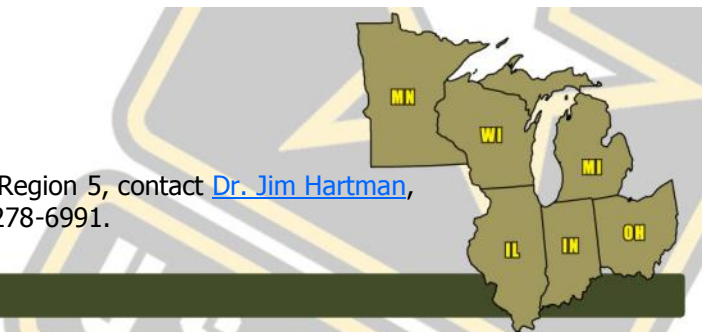 MN
WI
MI
Region 5, contact Dr. Jim Hartman,
278-6991.
IL
IN
OH